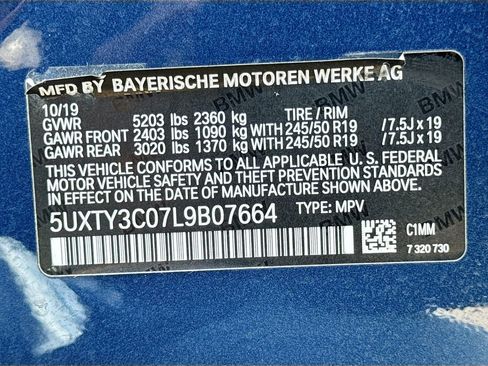 MFD BY BAYERISCHE MOTOREN WERKE AG
10/19 TIRE / RIM
GVWR 5203 lbs 2360 kg
GAWR FRONT 2403 lbs 1090 kg WITH 245/50 R19 / 7.5J x 19
GAWR REAR 3020 lbs 1370 kg WITH 245/50 R19 / 7.5J x 19
THIS VEHICLE CONFORMS TO ALL APPLICABLE U. S. FEDERAL
MOTOR VEHICLE SAFETY AND THEFT PREVENTION STANDARDS
IN EFFECT ON THE DATE OF MANUFACTURE SHOWN ABOVE.
5UXTY3C07L9B07664 TYPE: MPV
C1MM
7 320 730